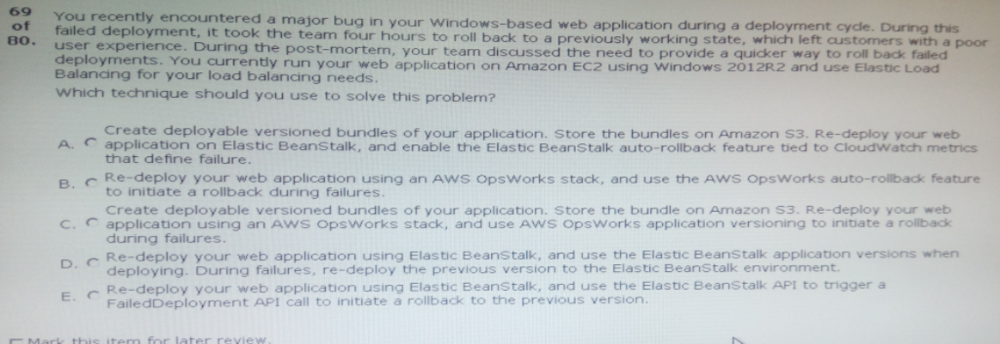 69
of
80.
You recently encountered a major bug in your Windows-based web application during a deployment cycle. During this
failed deployment, it took the team four hours to roll back to a previously working state, which left customers with a poor
user experience. During the post-mortem, your team discussed the need to provide a quicker way to roll back failed
deployments. You currently run your web application on Amazon EC2 using Windows 2012R2 and use Elastic Load
Balancing for your load balancing needs.
Which technique should you use to solve this problem?
A. Create deployable versioned bundles of your application. Store the bundles on Amazon S3. Re-deploy your web
application on Elastic BeanStalk, and enable the Elastic BeanStalk auto-rollback feature tied to CloudWatch metrics
that define failure.
B. Re-deploy your web application using an AWS OpsWorks stack, and use the AWS OpsWorks auto-rollback feature
to initiate a rollback during failures.
C. Create deployable versioned bundles of your application. Store the bundle on Amazon S3. Re-deploy your web
application using an AWS OpsWorks stack, and use AWS OpsWorks application versioning to initiate a rollback
during failures.
D. Re-deploy your web application using Elastic BeanStalk, and use the Elastic BeanStalk application versions when
deploying. During failures, re-deploy the previous version to the Elastic BeanStalk environment.
E. Re-deploy your web application using Elastic BeanStalk, and use the Elastic BeanStalk API to trigger a
FailedDeployment API call to initiate a rollback to the previous version.
Mark this item for later review.